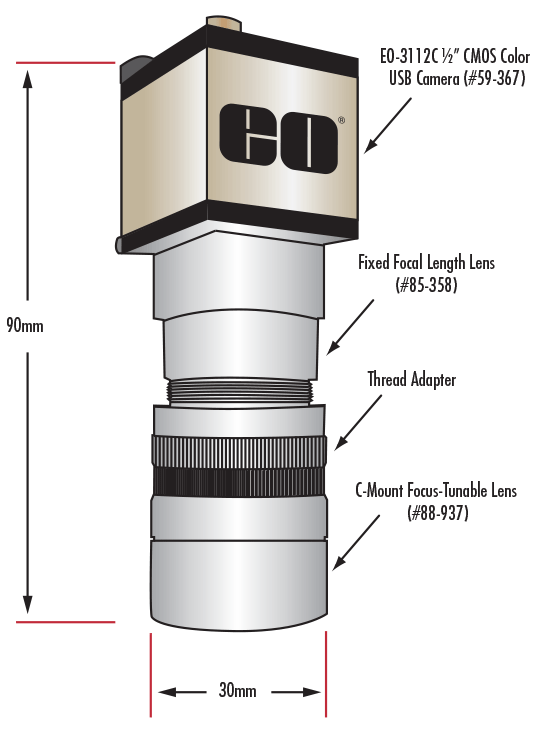 EO-3112C ½” CMOS Color
USB Camera (#59-367)
EO®
Fixed Focal Length Lens
(#85-358)
90mm
Thread Adapter
C-Mount Focus-Tunable Lens
(#88-937)
30mm